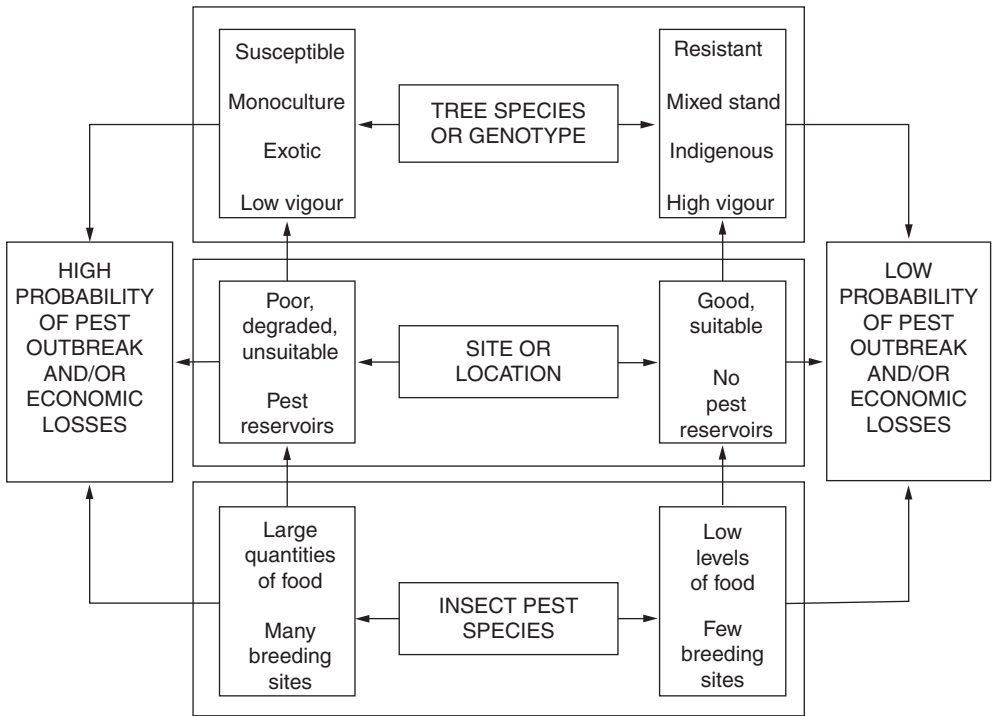 Susceptible
Monoculture
Exotic
Low vigour
TREE SPECIES
OR GENOTYPE
Resistant
Mixed stand
Indigenous
High vigour
HIGH
PROBABILITY
OF PEST
OUTBREAK
AND/OR
ECONOMIC
LOSSES
Poor,
degraded,
unsuitable
Pest
reservoirs
SITE OR
LOCATION
Good,
suitable
No
pest
reservoirs
LOW
PROBABILITY
OF PEST
OUTBREAK
AND/OR
ECONOMIC
LOSSES
Large
quantities
of food
Many
breeding
sites
INSECT PEST
SPECIES
Low
levels
of food
Few
breeding
sites